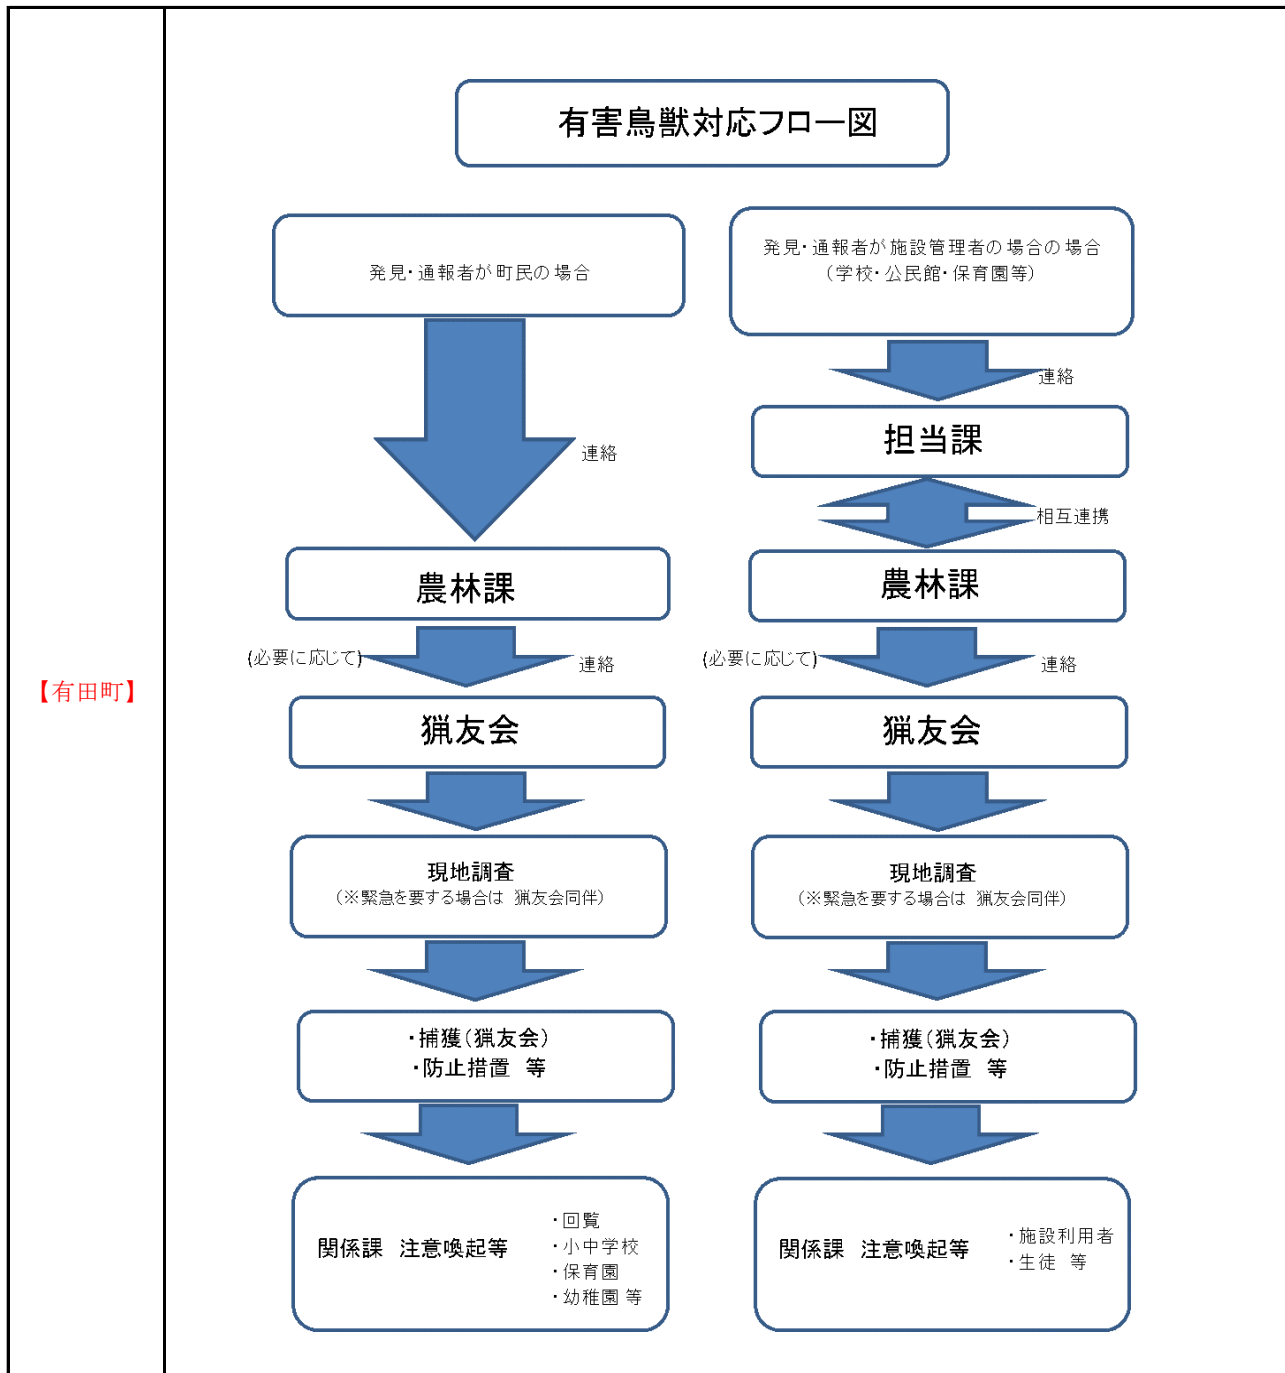 【有田町】
有害鳥獣対応フロー図
発見・通報者が町民の場合
連絡
農林課
(必要に応じて)
連絡
猟友会
現地調査
（※緊急を要する場合は 猟友会同伴）
・捕獲（猟友会）
・防止措置 等
関係課 注意喚起等
・回覧
・小中学校
・保育園
・幼稚園 等
発見・通報者が施設管理者の場合の場合
（学校・公民館・保育園等）
連絡
担当課
相互連携
農林課
(必要に応じて)
連絡
猟友会
現地調査
（※緊急を要する場合は 猟友会同伴）
・捕獲（猟友会）
・防止措置 等
関係課 注意喚起等
・施設利用者
・生徒 等